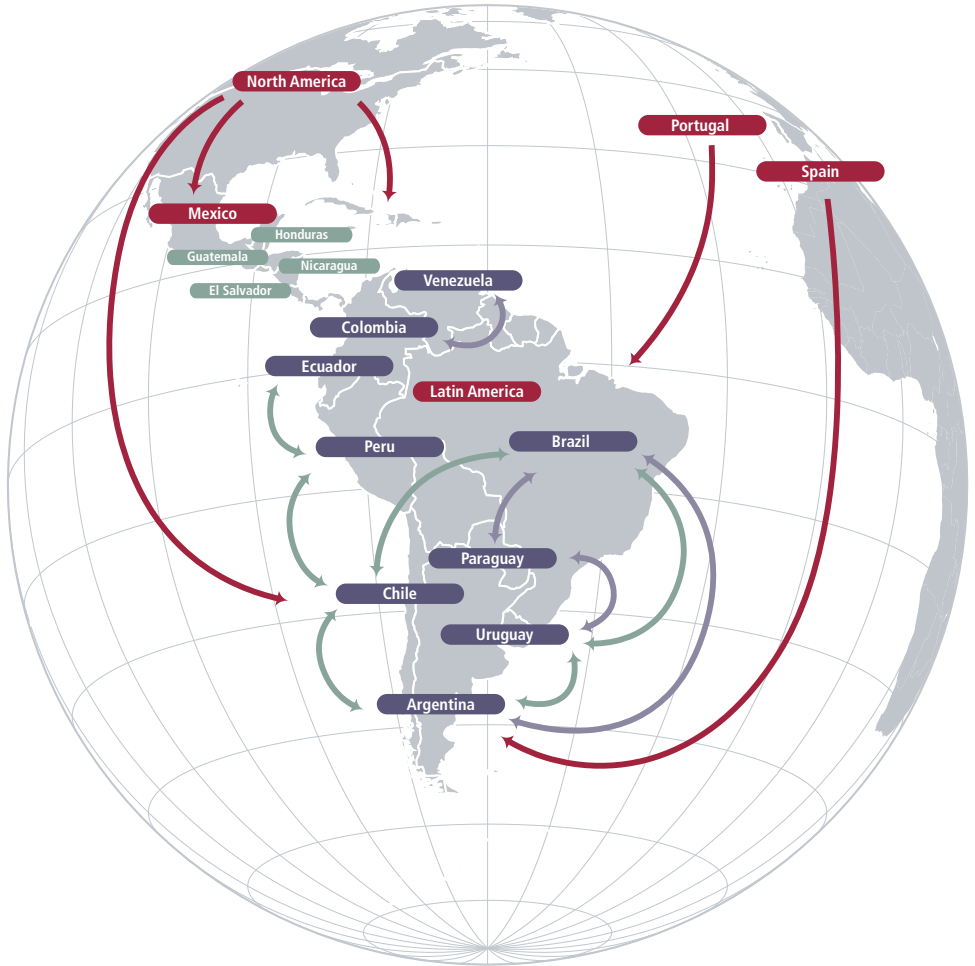 North America
Portugal
Spain
Mexico
Honduras
Guatemala
Nicaragua
El Salvador
Venezuela
Colombia
Ecuador
Latin America
Brazil
Peru
Paraguay
Chile
Uruguay
Argentina